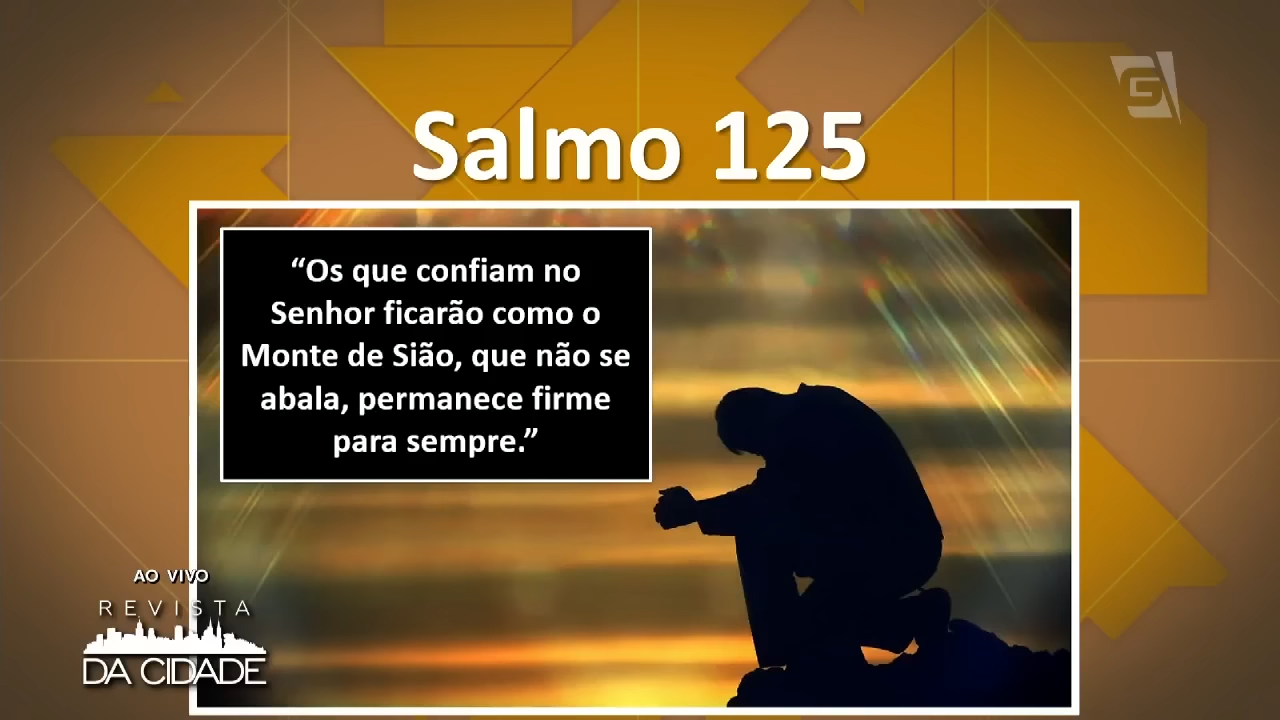 Salmo 125
“Os que confiam no
Senhor ficarão como o
Monte de Sião, que não se
abala, permanece firme
para sempre.”
AO VIVO
REVISTA
DA CIDADE
G